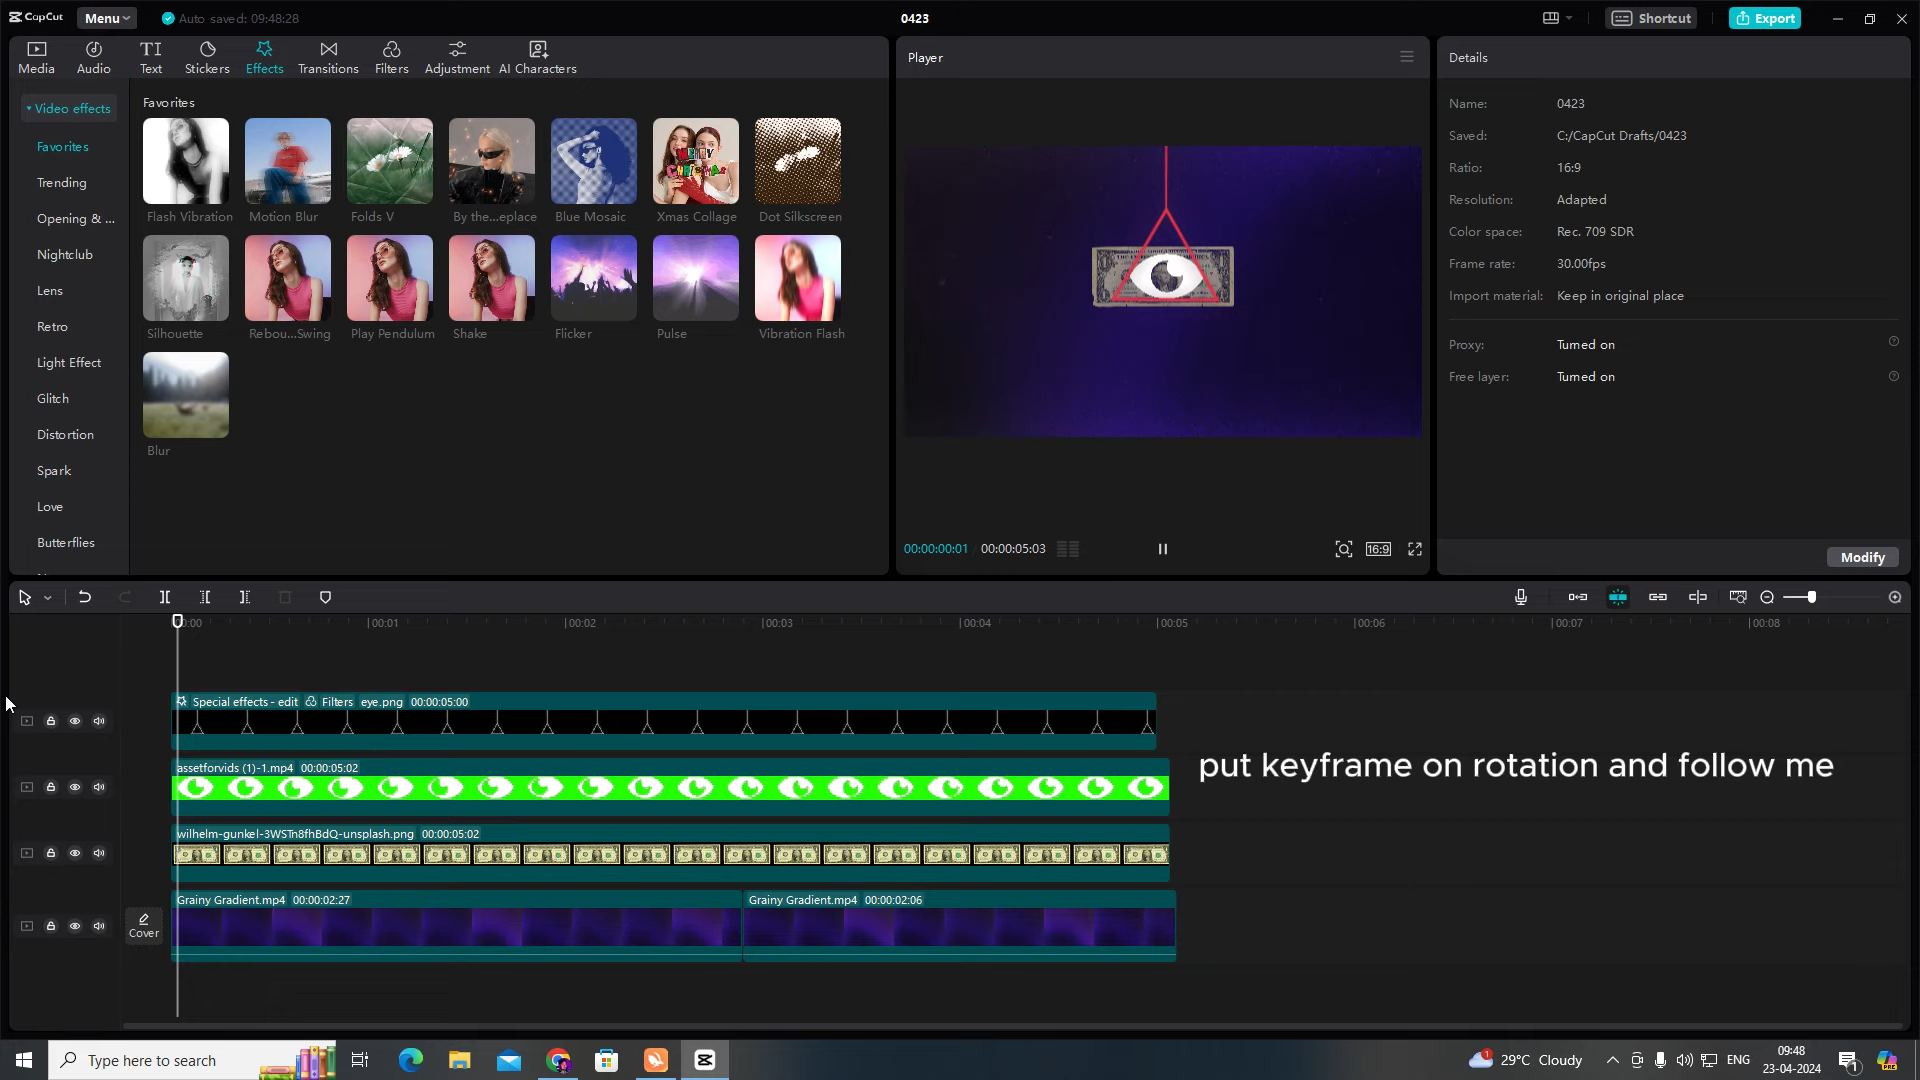 CapCut
Menu
Auto saved: 09:48:28
0423
Shortcut
Export
Media
Audio
Text
Stickers
Effects
Transitions
Filters
Adjustment
AI Characters
Video effects
Favorites
Trending
Opening & ...
Nightclub
Lens
Retro
Light Effect
Glitch
Distortion
Spark
Love
Butterflies
Favorites
Flash Vibration
Motion Blur
Folds V
By the...eplace
Blue Mosaic
Xmas Collage
Dot Silkscreen
Silhouette
Rebou...Swing
Play Pendulum
Shake
Flicker
Pulse
Vibration Flash
Blur
MERRY
CHRISTMAS
Player
00:00:00:01 / 00:00:05:03
16:9
Details
Name: 0423
Saved: C:/CapCut Drafts/0423
Ratio: 16:9
Resolution: Adapted
Color space: Rec. 709 SDR
Frame rate: 30.00fps
Import material: Keep in original place
Proxy: Turned on
Free layer: Turned on
Modify
00:00
00:01
00:02
00:03
00:04
00:05
00:06
00:07
00:08
Special effects - edit Filters eye.png 00:00:05:00
assetforvids (1)-1.mp4 00:00:05:02
put keyframe on rotation and follow me
wilhelm-gunkel-3WSTn8fhBdQ-unsplash.png 00:00:05:02
Cover
Grainy Gradient.mp4 00:00:02:27
Grainy Gradient.mp4 00:00:02:06
Type here to search
1
29°C Cloudy
ENG
09:48
23-04-2024
1
PRE